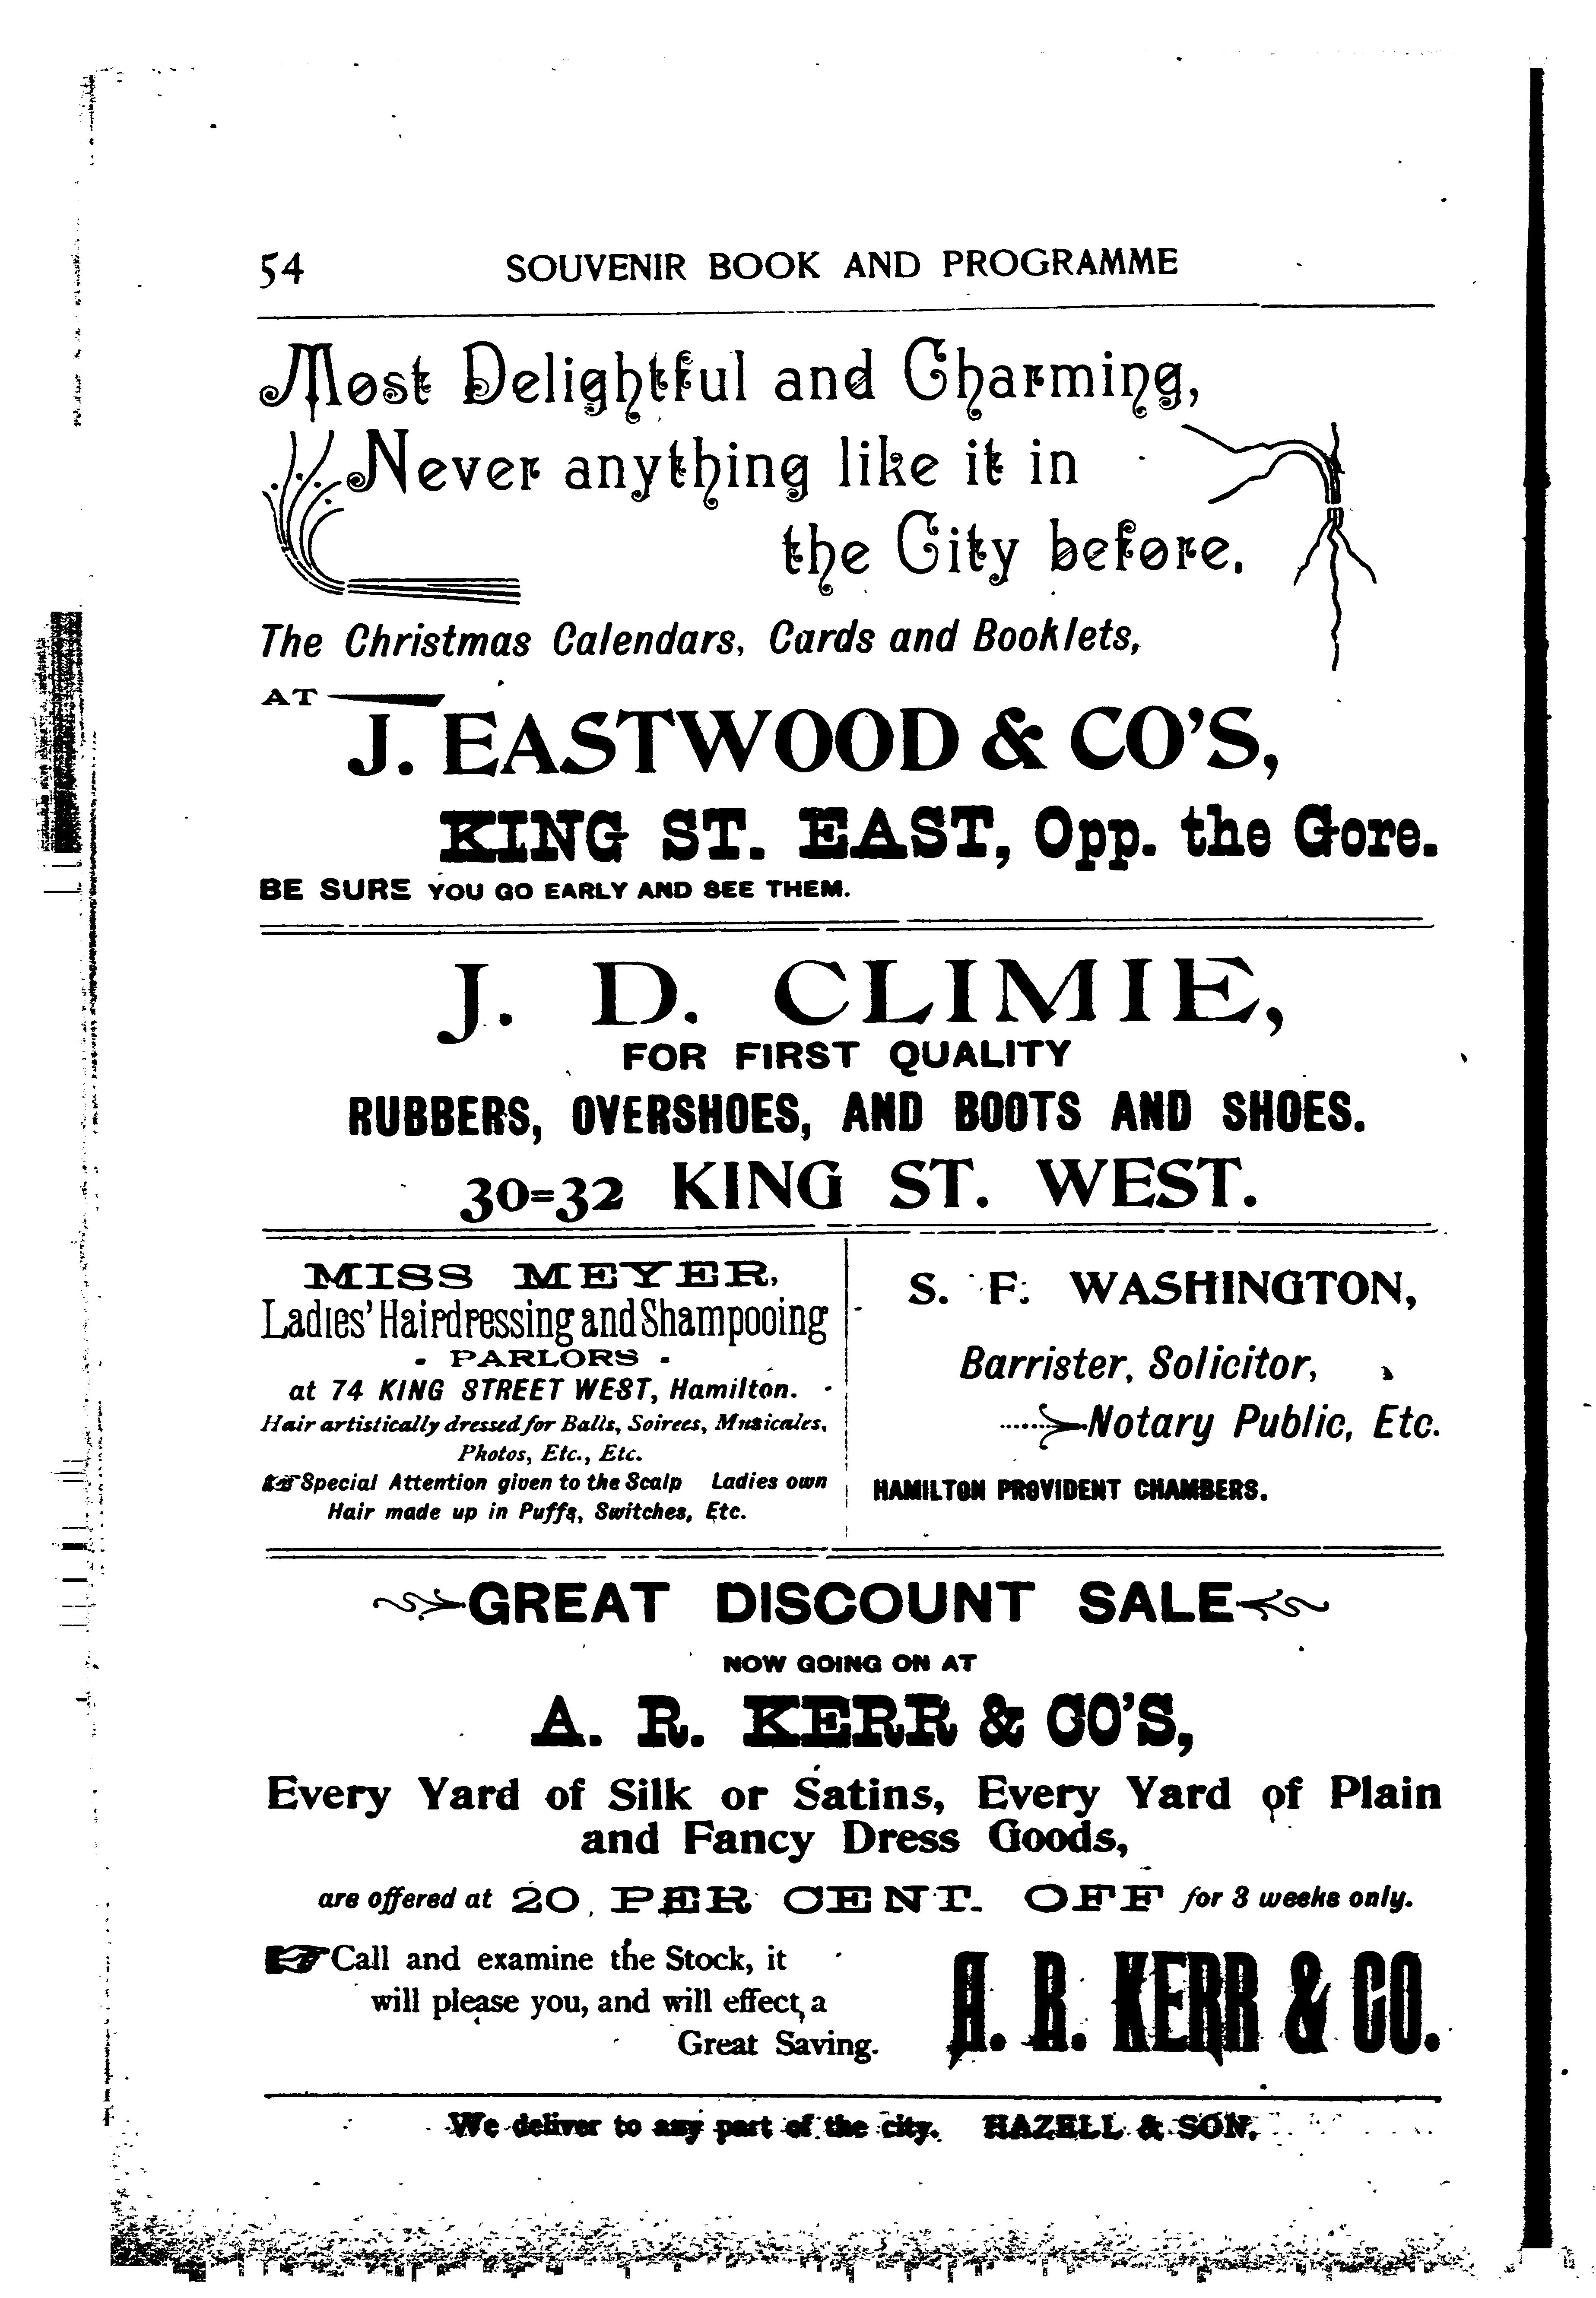 54 SOUVENIR BOOK AND PROGRAMME
Most Delightful and Charming,
Never anything like it in
the City before.
The Christmas Calendars, Cards and Booklets,
AT
J. EASTWOOD & CO'S,
KING ST. EAST, Opp. the Gore.
BE SURE YOU GO EARLY AND SEE THEM.
J. D. CLIMIE,
FOR FIRST QUALITY
RUBBERS, OVERSHOES, AND BOOTS AND SHOES.
30=32 KING ST. WEST.
MISS MEYER,
Ladies' Hairdressing and Shampooing
PARLORS
at 74 KING STREET WEST, Hamilton.
Hair artistically dressed for Balls, Soirees, Musicales,
Photos, Etc., Etc.
☞ Special Attention given to the Scalp Ladies own
Hair made up in Puffs, Switches, Etc.
S. F. WASHINGTON,
Barrister, Solicitor,
Notary Public, Etc.
HAMILTON PROVIDENT CHAMBERS.
GREAT DISCOUNT SALE
NOW GOING ON AT
A. R. KERR & CO'S,
Every Yard of Silk or Satins, Every Yard of Plain
and Fancy Dress Goods,
are offered at 20 PER CENT. OFF for 3 weeks only.
☞ Call and examine the Stock, it
will please you, and will effect a
Great Saving.
A. R. KERR & CO.
We deliver to any part of the city. HAZELL & SON.